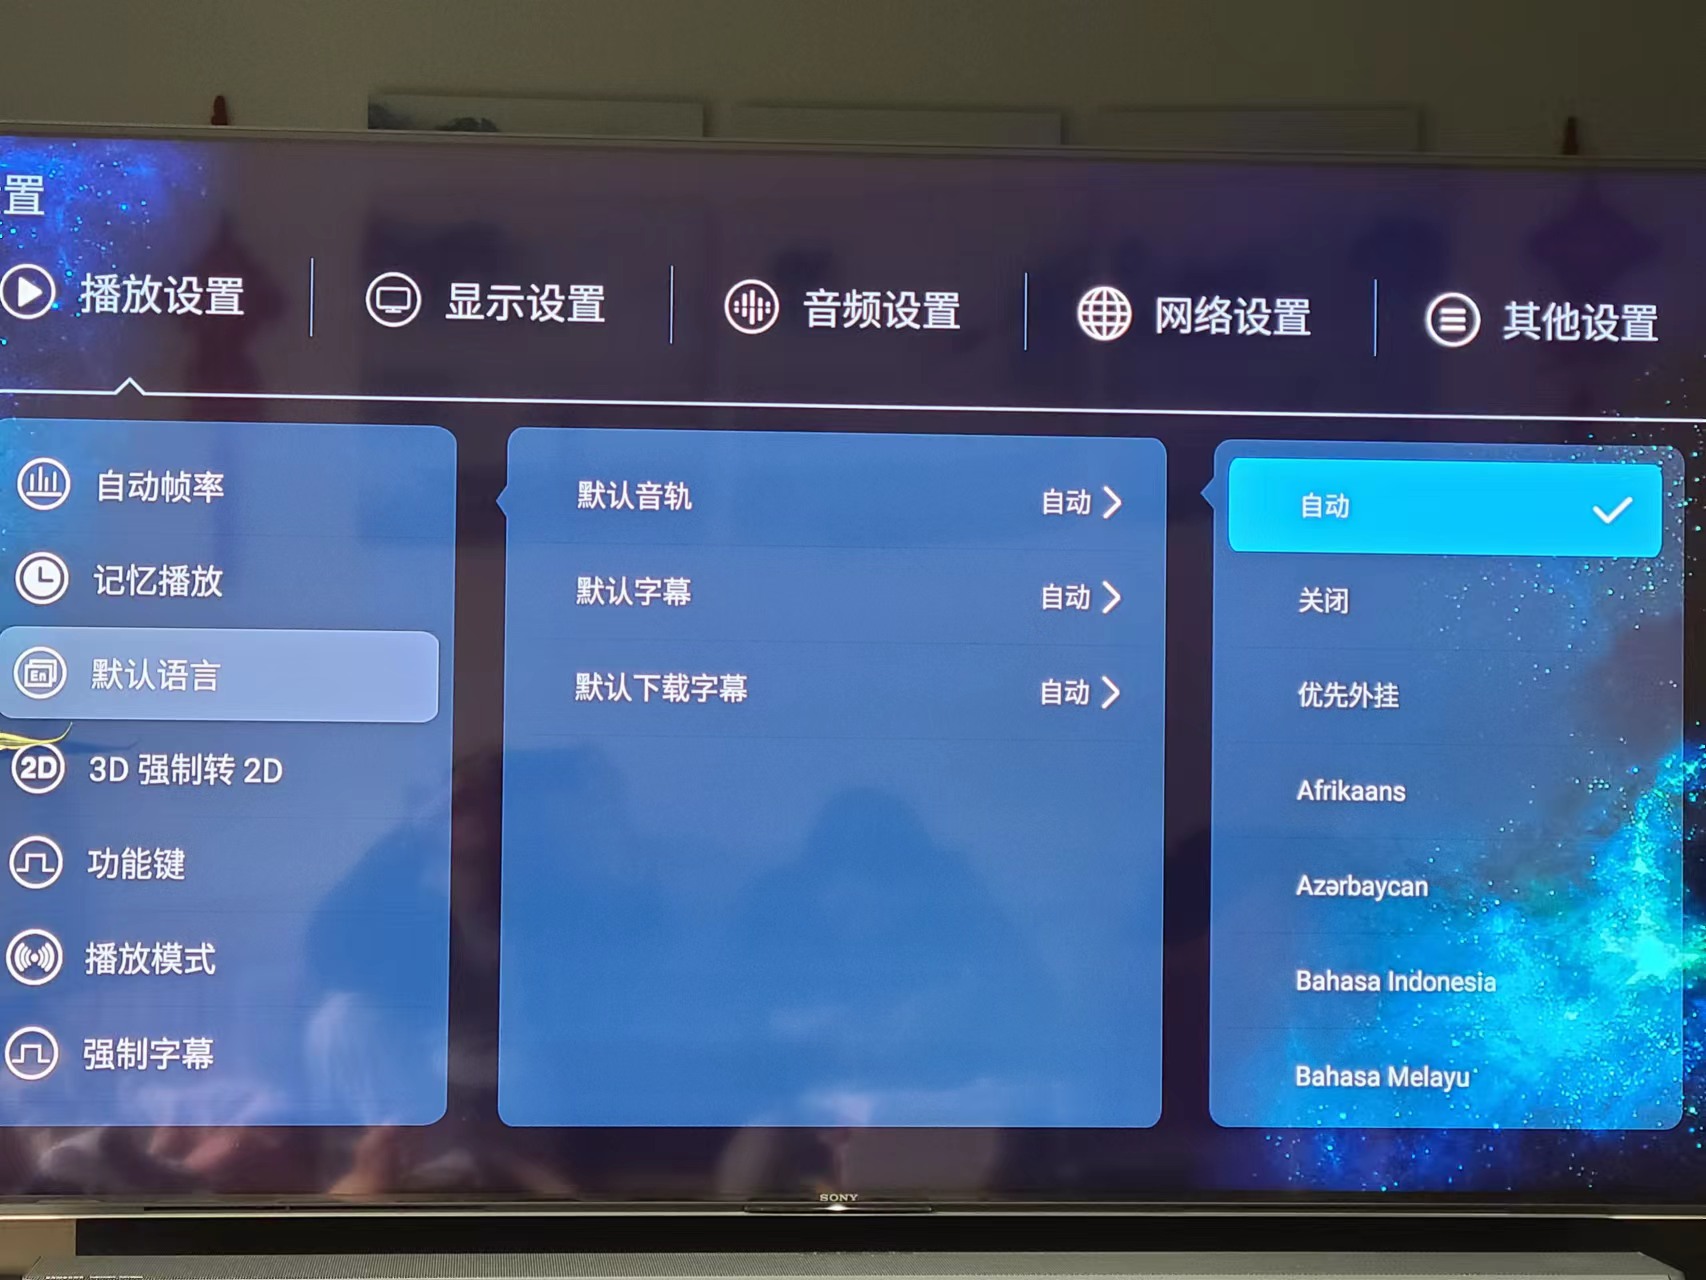 置
播放设置
显示设置
音频设置
网络设置
其他设置
自动帧率
记忆播放
En 默认语言
2D 3D 强制转 2D
功能键
播放模式
强制字幕
默认音轨 自动
默认字幕 自动
默认下载字幕 自动
自动
关闭
优先外挂
Afrikaans
Azərbaycan
Bahasa Indonesia
Bahasa Melayu
SONY